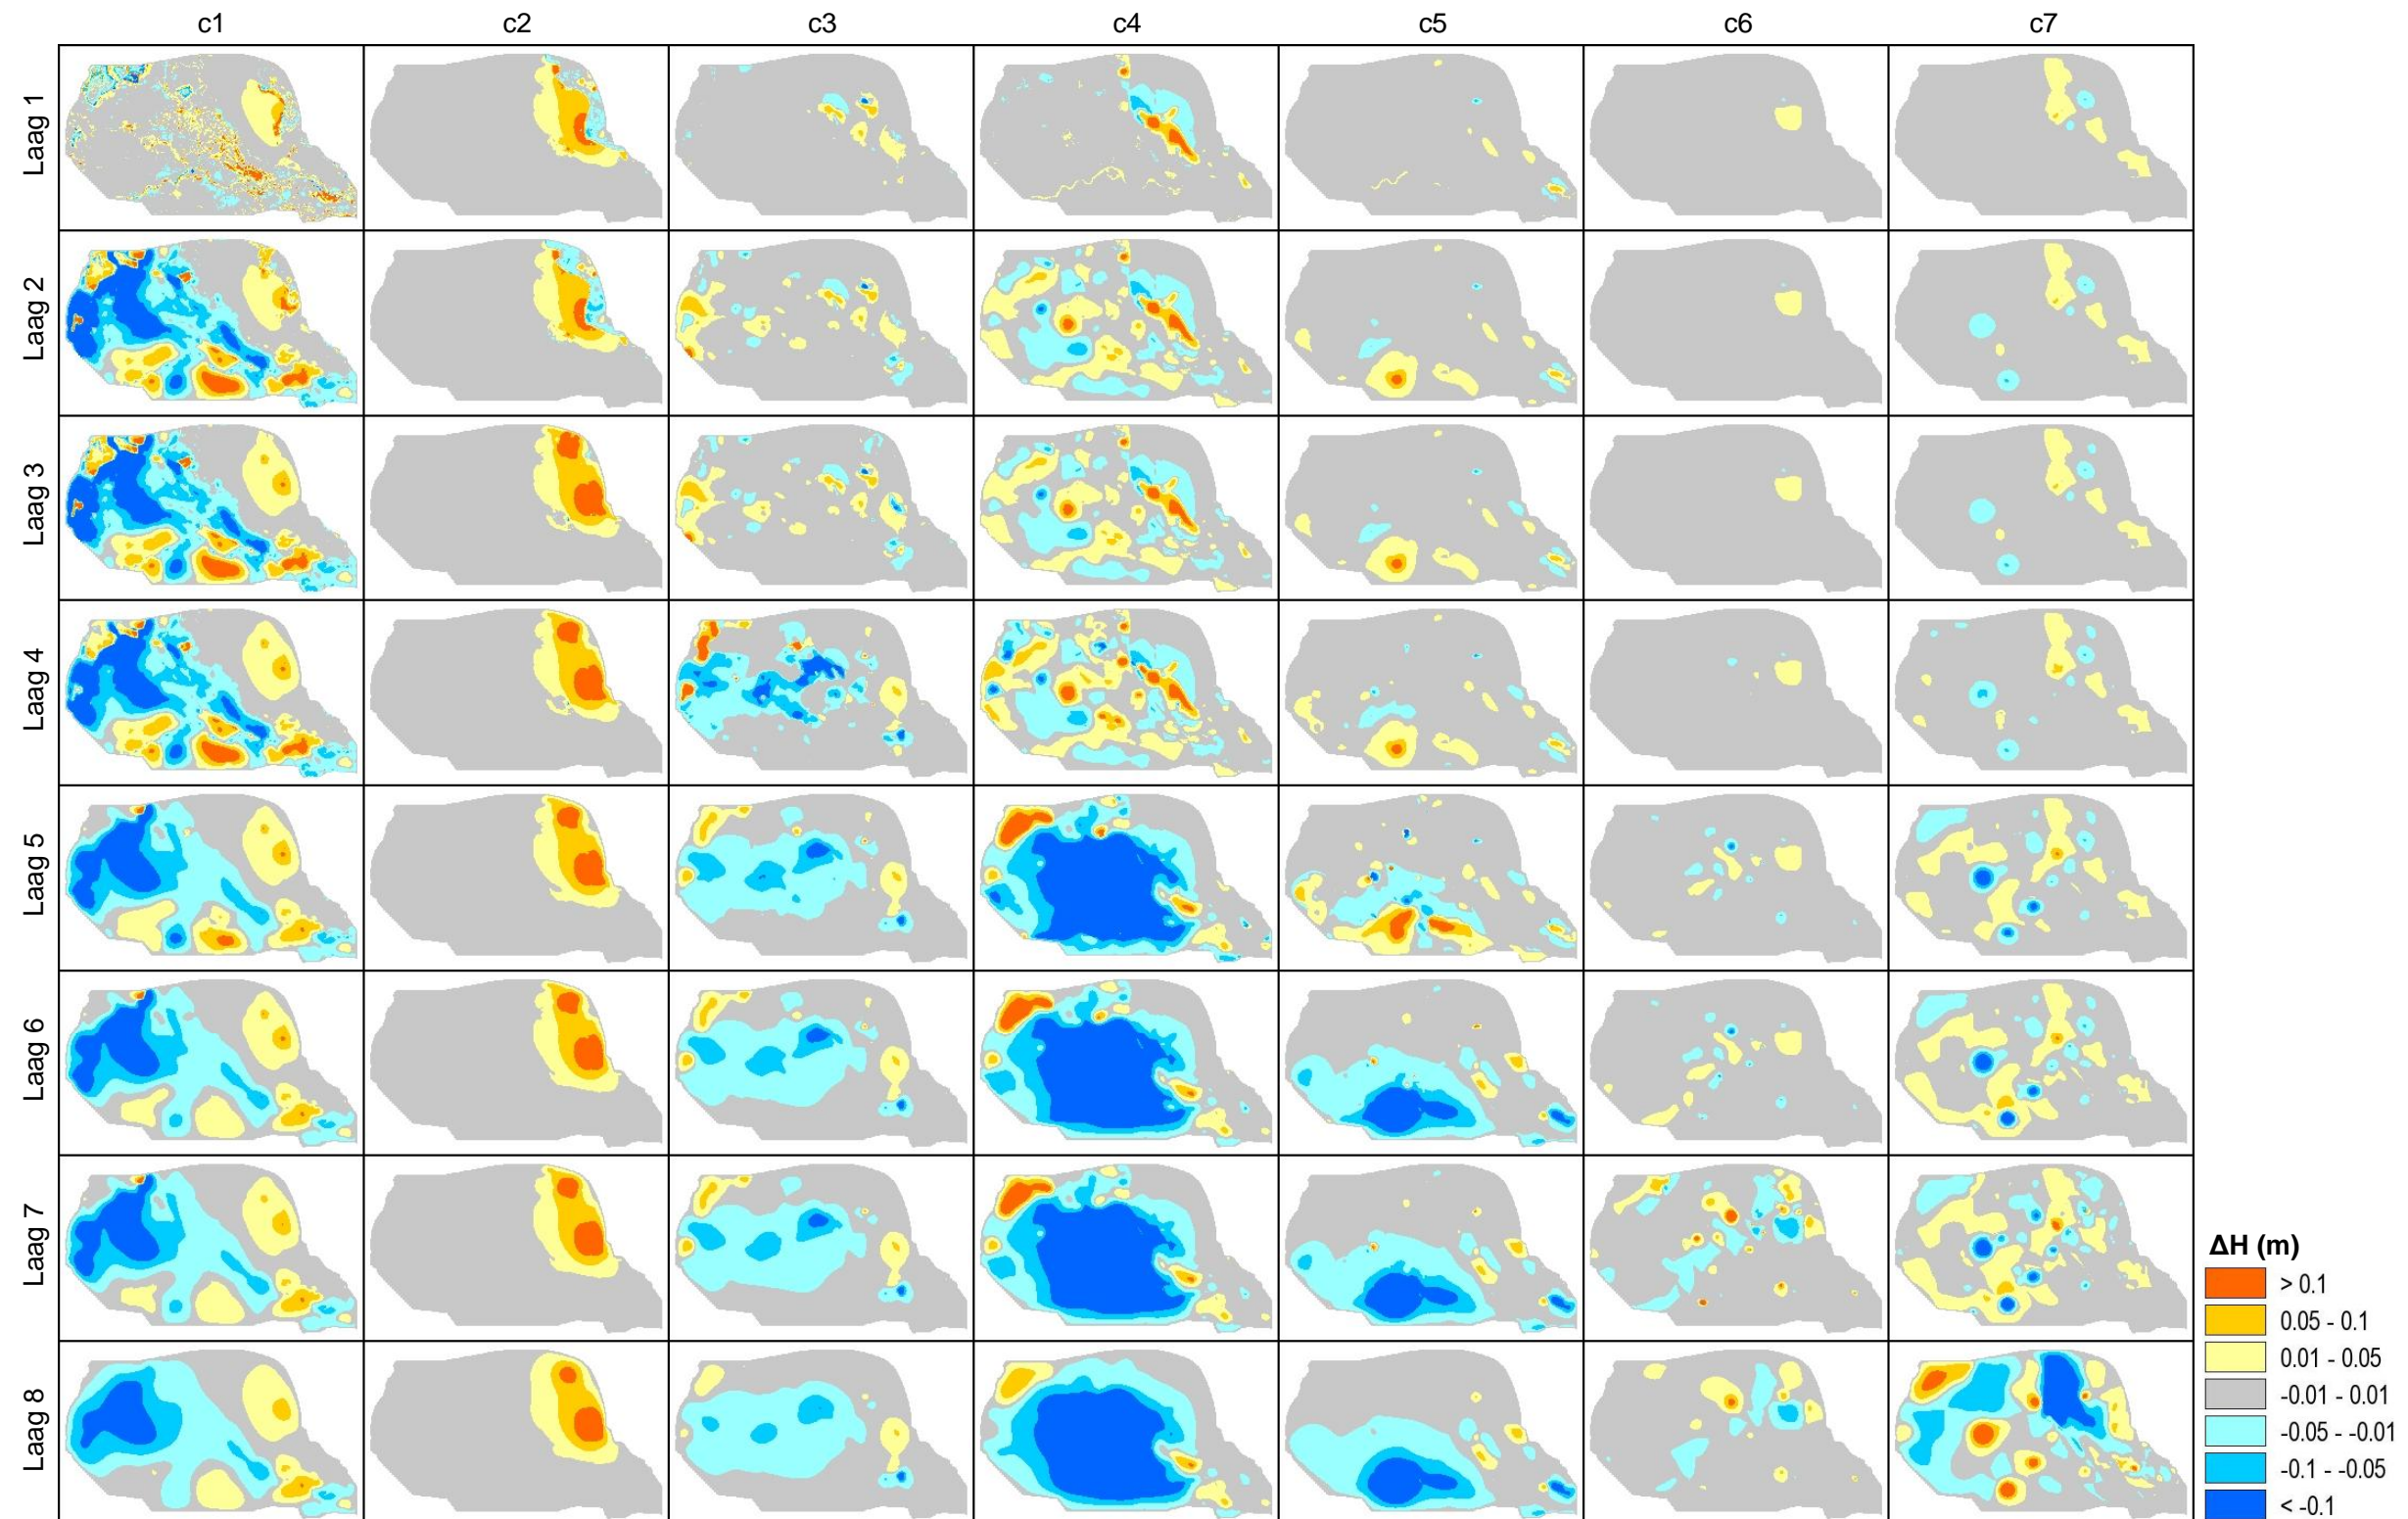 c1 c2 c3 c4 c5 c6 c7
Laag 1
Laag 2
Laag 3
Laag 4
Laag 5
Laag 6
Laag 7
Laag 8
ΔH (m)
> 0.1
0.05 - 0.1
0.01 - 0.05
-0.01 - 0.01
-0.05 - -0.01
-0.1 - -0.05
< -0.1